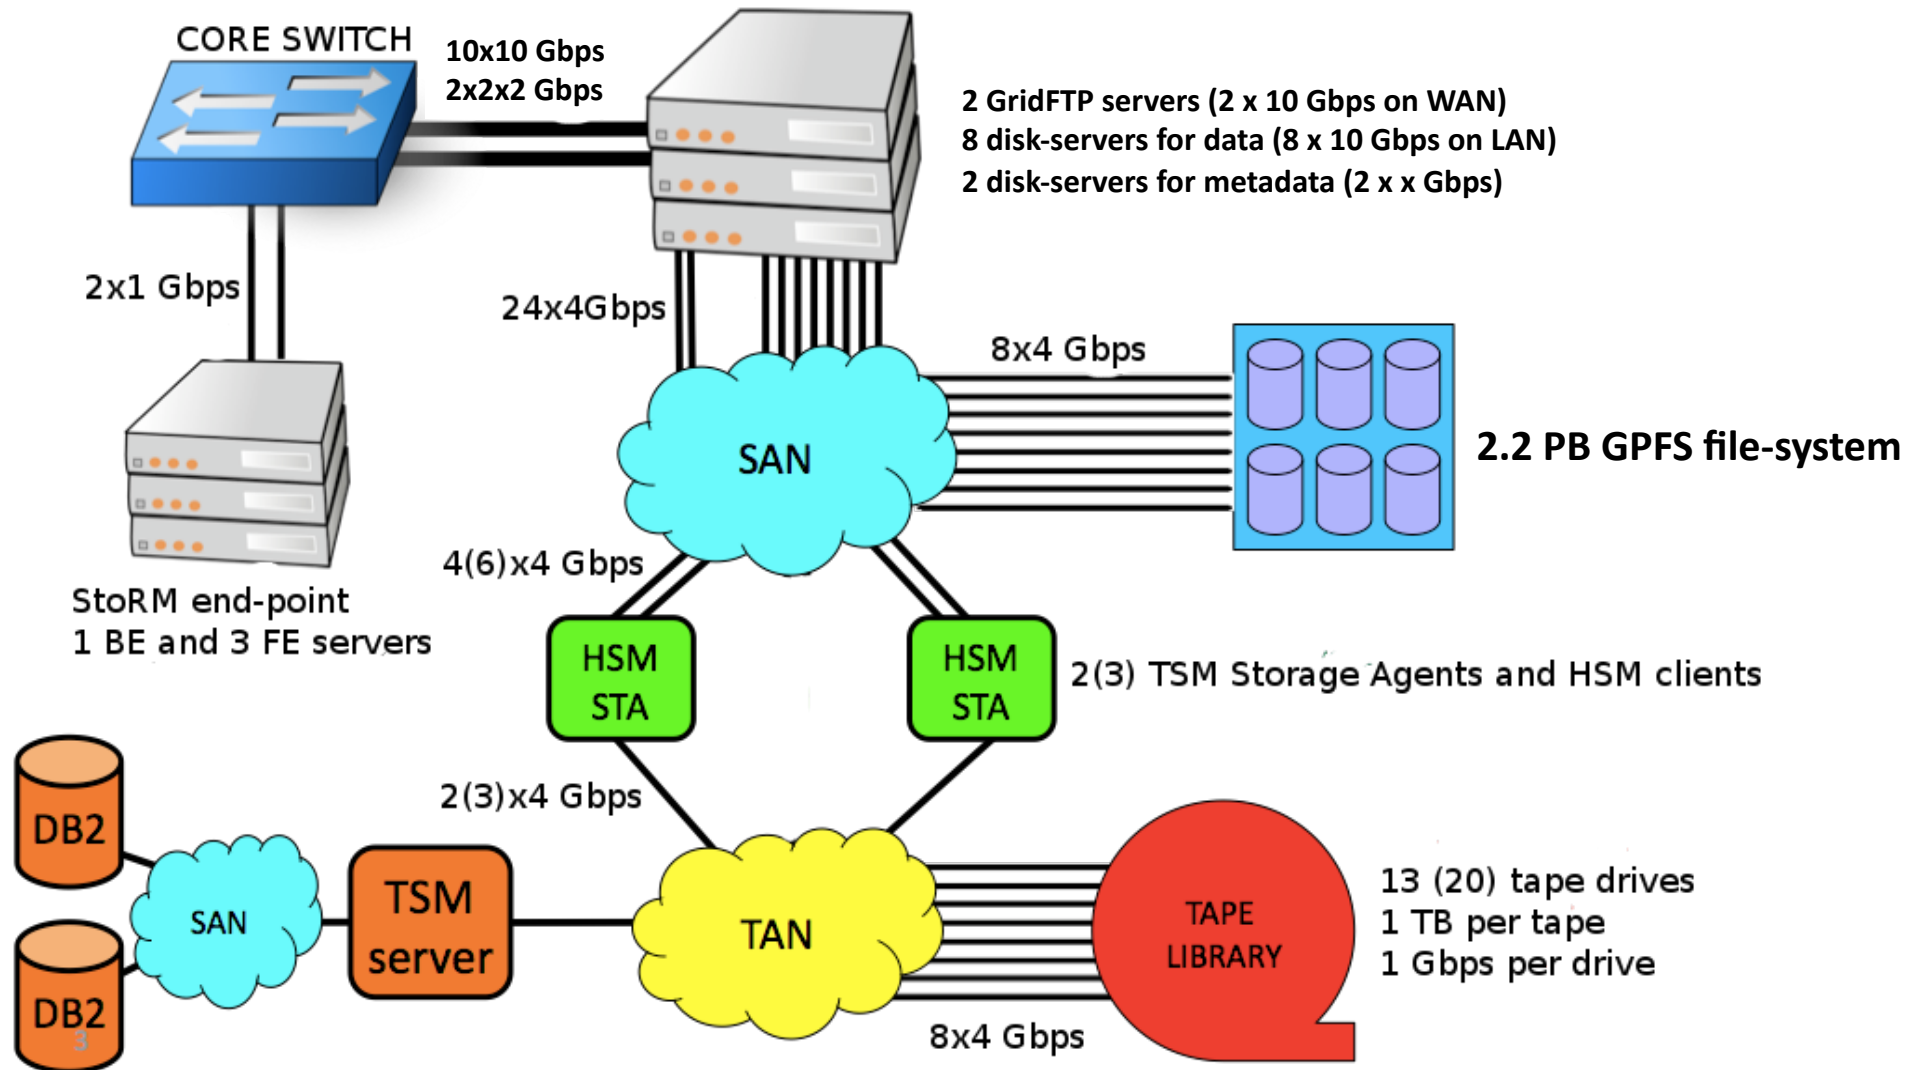 CORE SWITCH
10x10 Gbps
2x2x2 Gbps
2 GridFTP servers (2 x 10 Gbps on WAN)
8 disk-servers for data (8 x 10 Gbps on LAN)
2 disk-servers for metadata (2 x x Gbps)
2x1 Gbps
24x4Gbps
8x4 Gbps
SAN
2.2 PB GPFS file-system
4(6)x4 Gbps
StoRM end-point
1 BE and 3 FE servers
HSM
STA
HSM
STA
2(3) TSM Storage Agents and HSM clients
2(3)x4 Gbps
DB2
SAN
TSM
server
TAN
TAPE
LIBRARY
13 (20) tape drives
1 TB per tape
1 Gbps per drive
DB2
3
8x4 Gbps